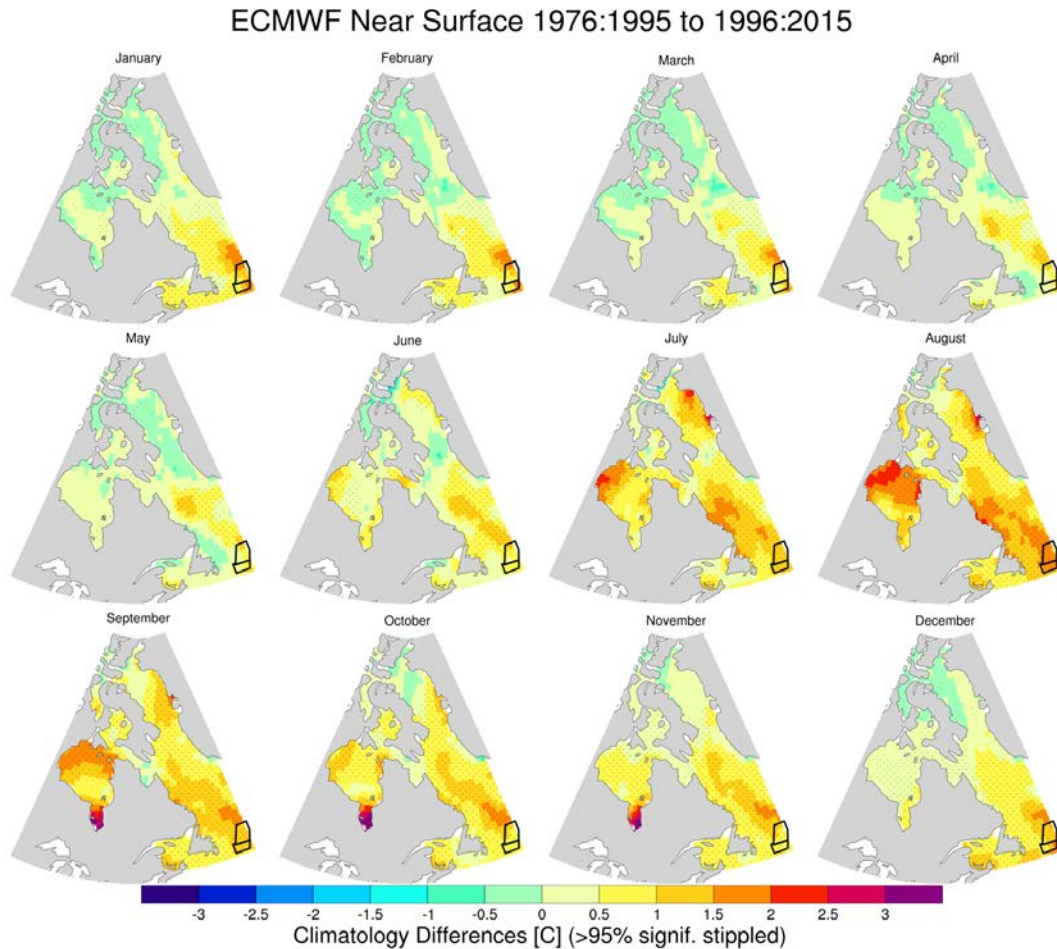 ECMWF Near Surface 1976:1995 to 1996:2015
January
February
March
April
May
June
July
August
September
October
November
December
-3 -2.5 -2 -1.5 -1 -0.5 0 0.5 1 1.5 2 2.5 3
Climatology Differences [C] (>95% signif. stippled)